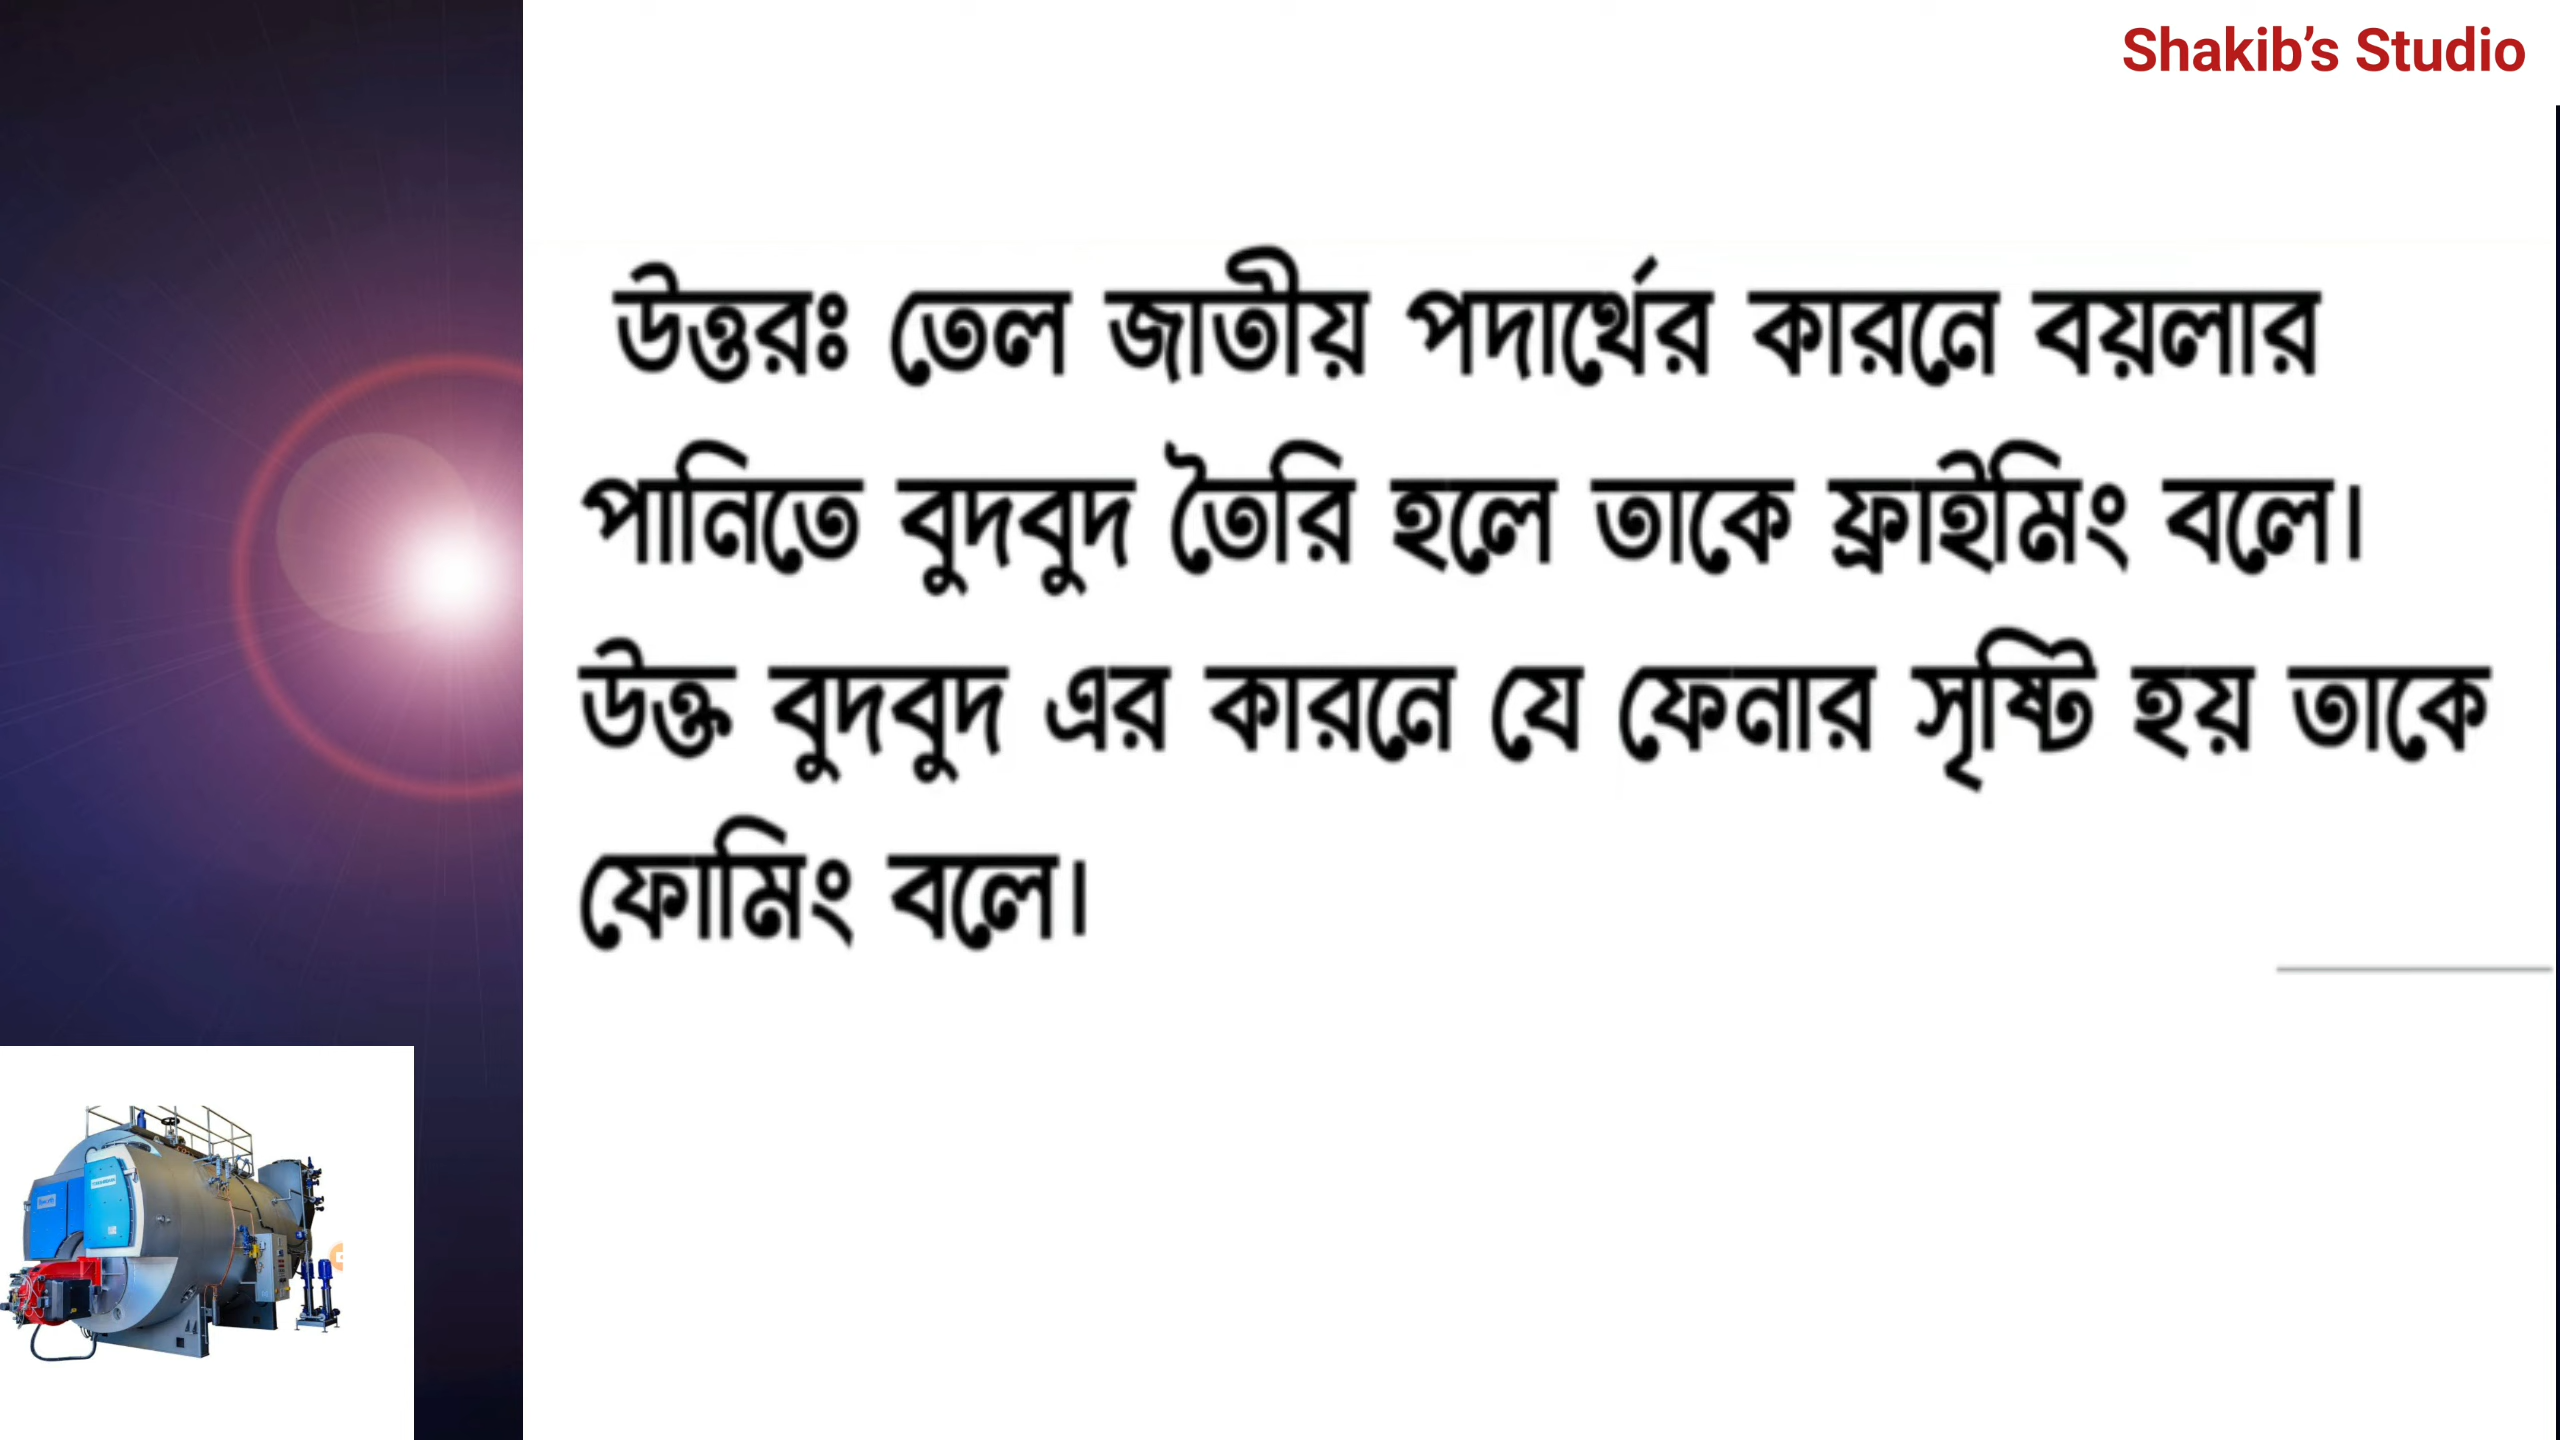 Shakib’s Studio
উত্তরঃ তেল জাতীয় পদার্থের কারনে বয়লার
পানিতে বুদবুদ তৈরি হলে তাকে ফ্রাইমিং বলে।
উক্ত বুদবুদ এর কারনে যে ফেনার সৃষ্টি হয় তাকে
ফোমিং বলে।